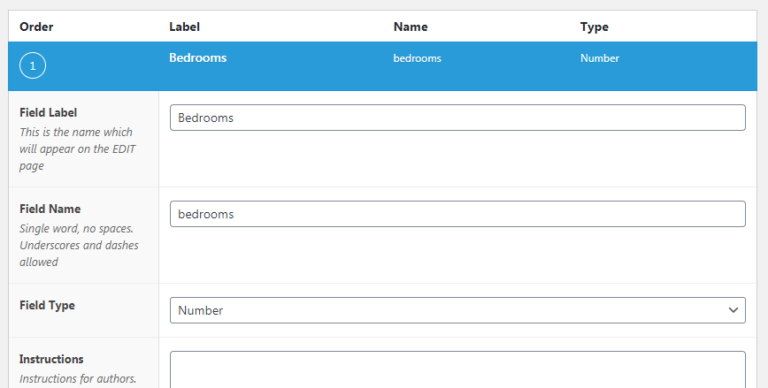 Order Label Name Type
1 Bedrooms bedrooms Number
Field Label
This is the name which
will appear on the EDIT
page
Bedrooms
Field Name
Single word, no spaces.
Underscores and dashes
allowed
bedrooms
Field Type
Number
Instructions
Instructions for authors.